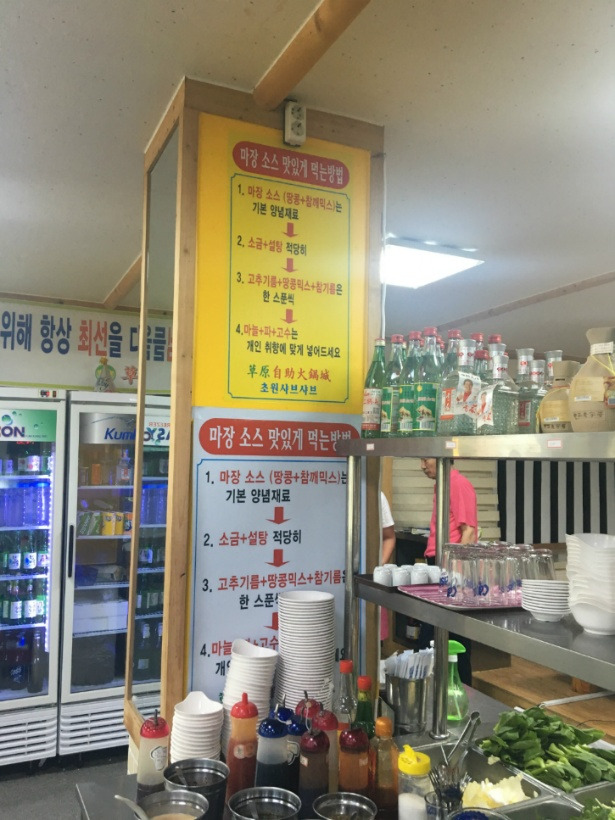 마장 소스 맛있게 먹는방법
1. 마장 소스 (땅콩+참깨믹스)는
기본 양념재료
2. 소금+설탕 적당히
3. 고추기름+땅콩믹스+참기름은
한 스푼씩
4.마늘+파+고수는
개인 취향에 맞게 넣어드세요
草原自助火鍋城
초원샤브샤브
위해 항상 최선을 다
마장 소스 맛있게 먹는방법
1. 마장 소스 (땅콩+참깨믹스)는
기본 양념재료
2. 소금+설탕 적당히
3. 고추기름+땅콩믹스+참기름은
한 스푼
4.마늘+파+고수